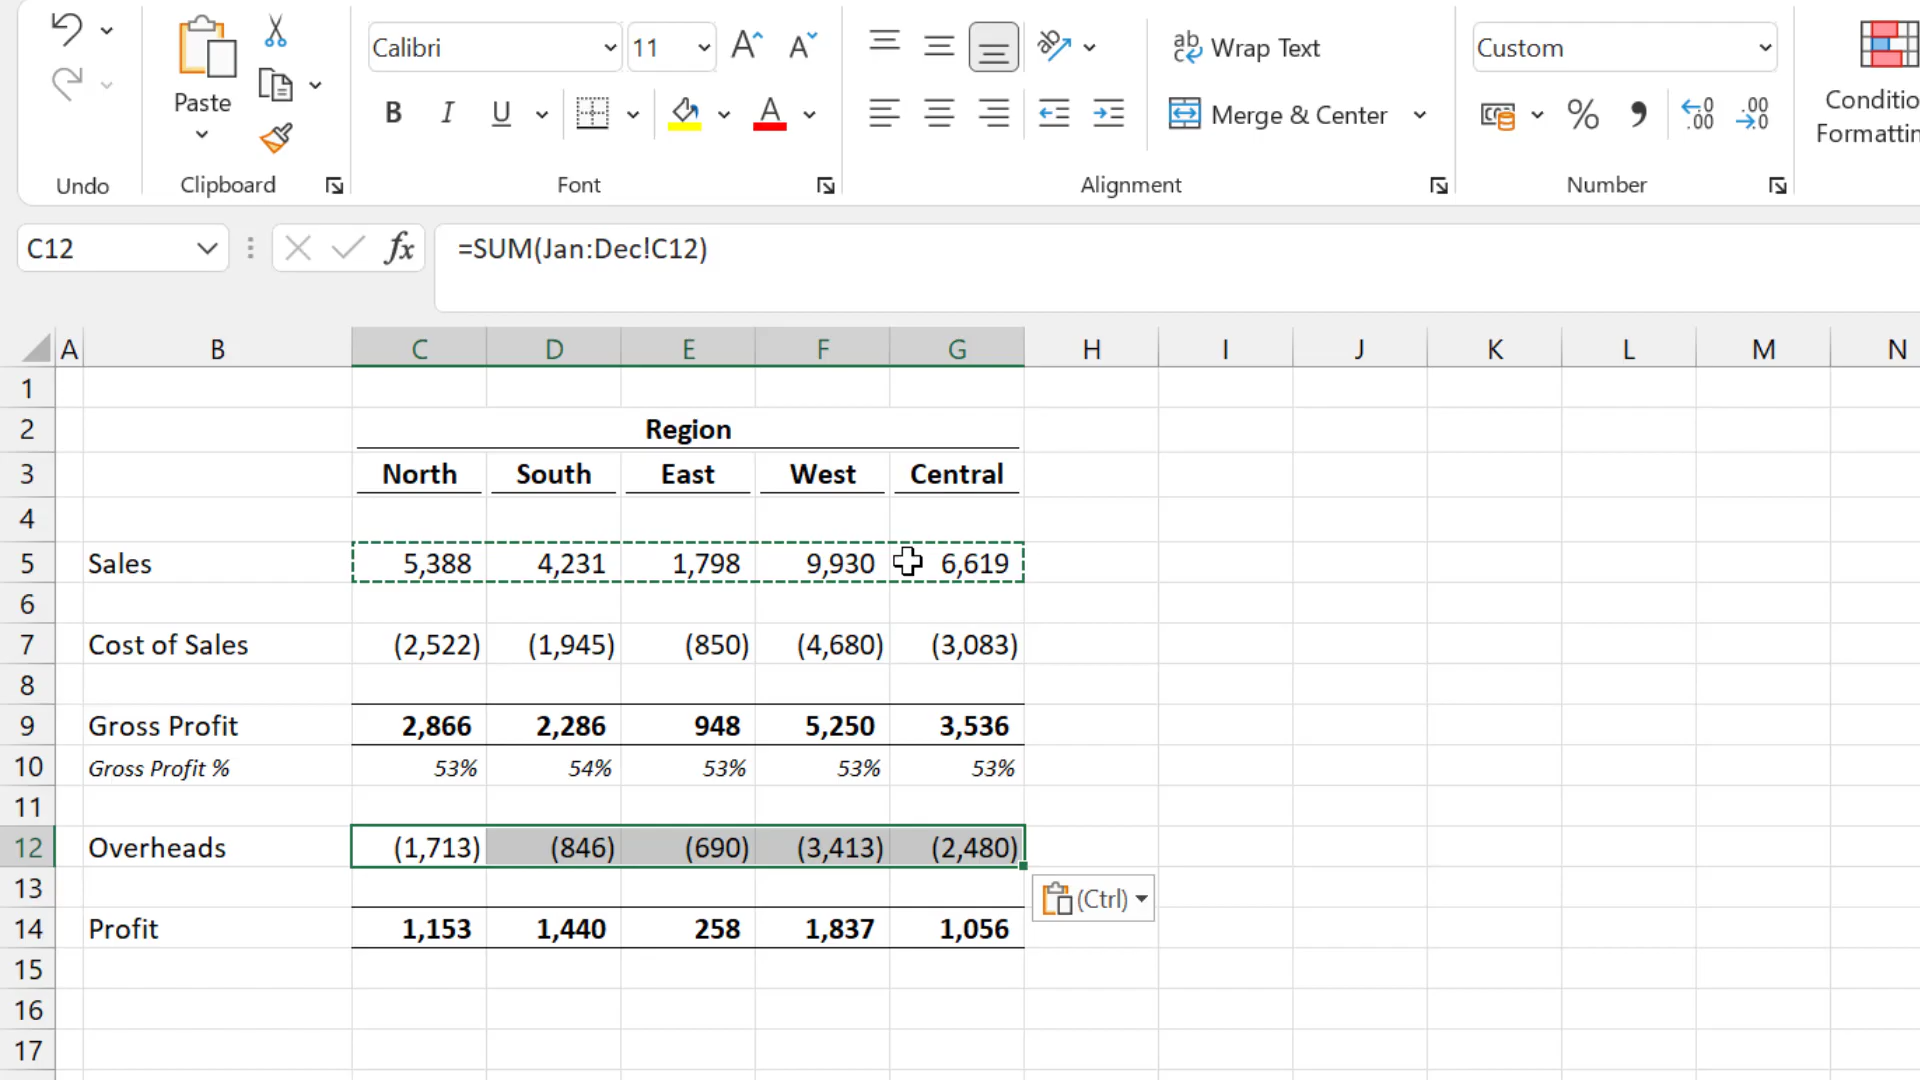 Calibri 11 Wrap Text Custom
Paste Conditio
Formattin
B I U A Merge & Center % 9
Undo Clipboard Font Alignment Number
C12 fx =SUM(Jan:Dec!C12)
A B C D E F G H I J K L M N
1
2 Region
3 North South East West Central
4
5 Sales 5,388 4,231 1,798 9,930 6,619
6
7 Cost of Sales (2,522) (1,945) (850) (4,680) (3,083)
8
9 Gross Profit 2,866 2,286 948 5,250 3,536
10 Gross Profit % 53% 54% 53% 53% 53%
11
12 Overheads (1,713) (846) (690) (3,413) (2,480)
13 (Ctrl)
14 Profit 1,153 1,440 258 1,837 1,056
15
16
17